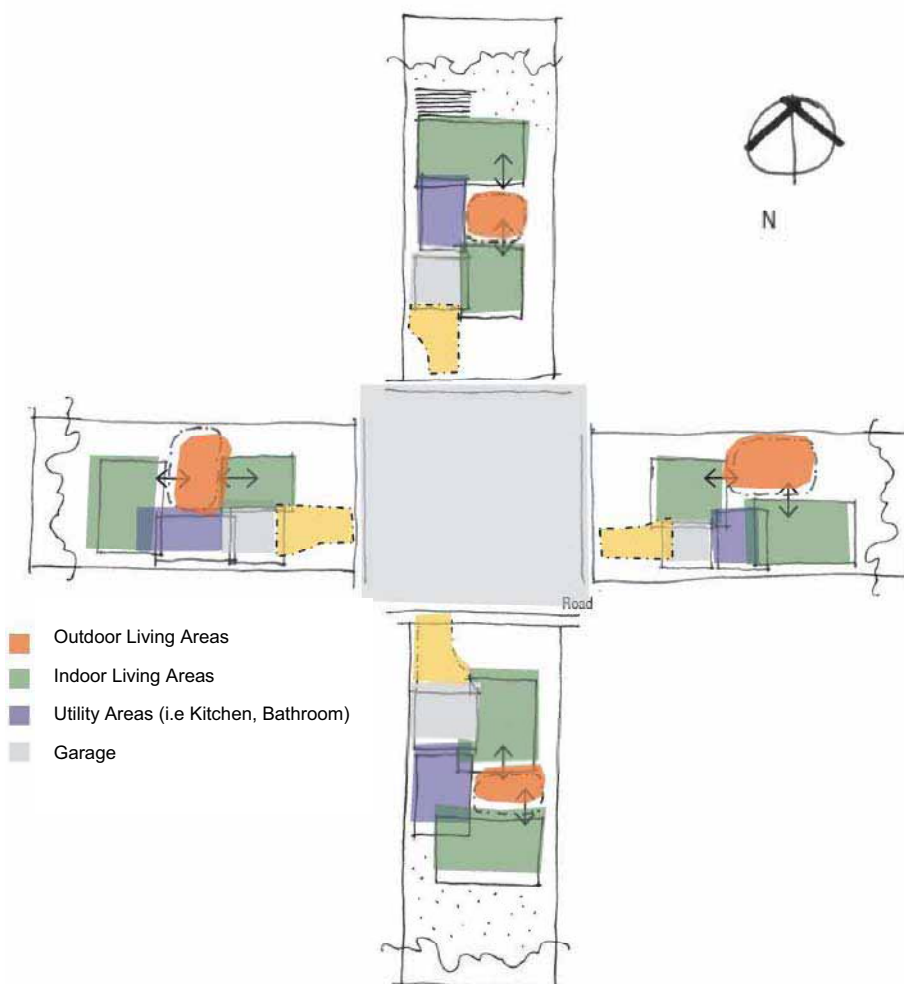 N
Road
Outdoor Living Areas
Indoor Living Areas
Utility Areas (i.e Kitchen, Bathroom)
Garage